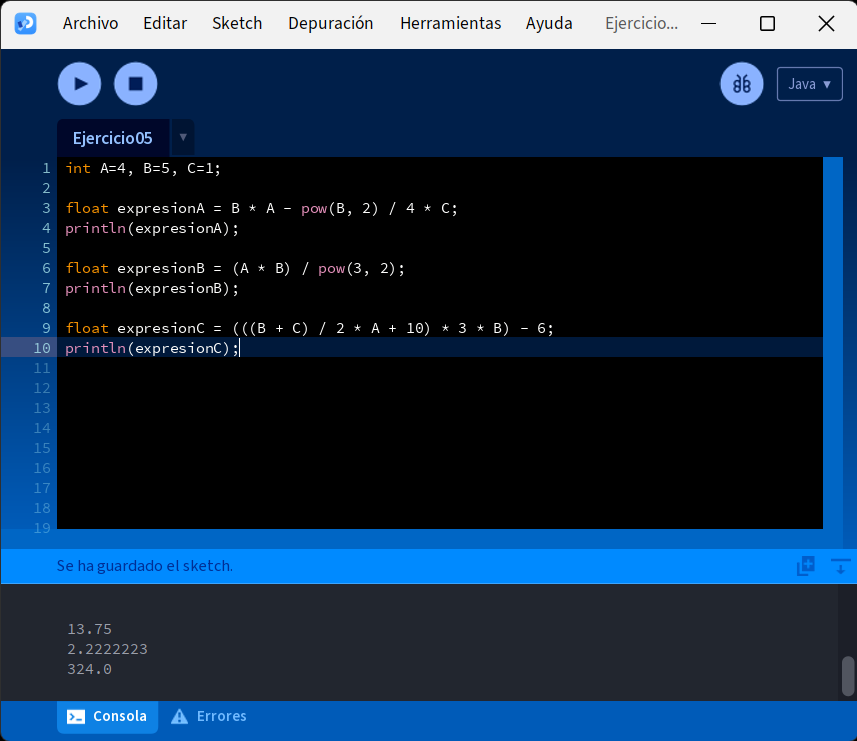 Archivo Editar Sketch Depuración Herramientas Ayuda Ejercicio...
Java ▾
Ejercicio05 ▾
1 int A=4, B=5, C=1;
2
3 float expresionA = B * A - pow(B, 2) / 4 * C;
4 println(expresionA);
5
6 float expresionB = (A * B) / pow(3, 2);
7 println(expresionB);
8
9 float expresionC = (((B + C) / 2 * A + 10) * 3 * B) - 6;
10 println(expresionC);
11
12
13
14
15
16
17
18
19
Se ha guardado el sketch.
13.75
2.2222223
324.0
Consola Errores